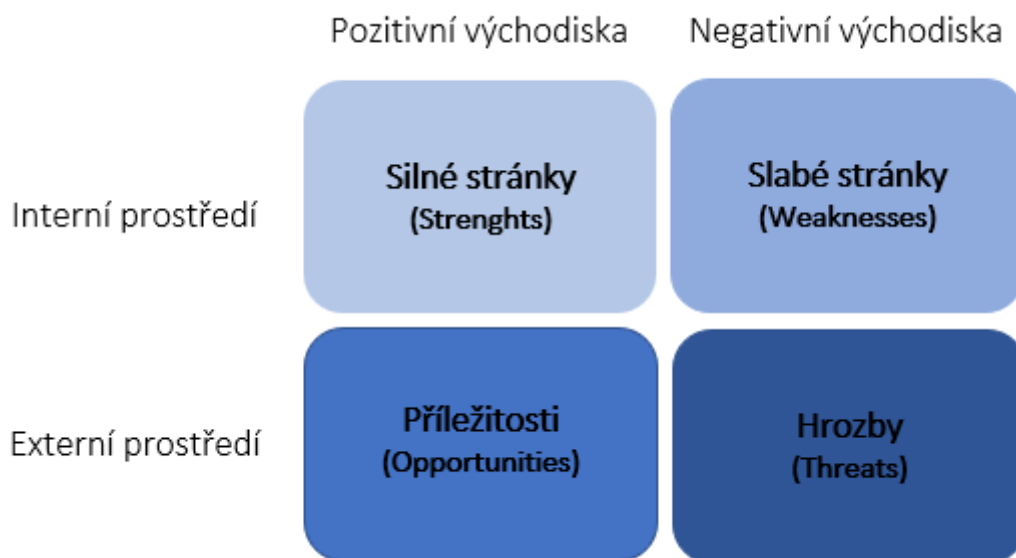 Pozitivní východiska
Negativní východiska
Interní prostředí
Silné stránky
(Strenghts)
Slabé stránky
(Weaknesses)
Externí prostředí
Příležitosti
(Opportunities)
Hrozby
(Threats)